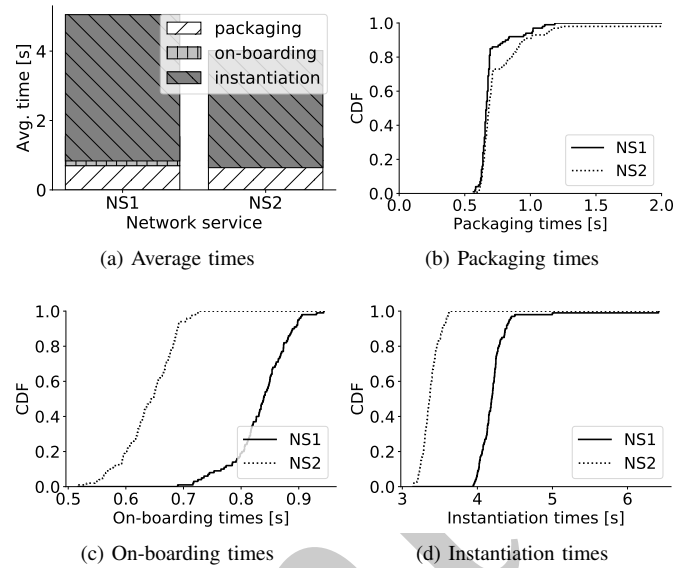 Avg. time [s]
4
2
0
packaging
on-boarding
instantiation
NS1 NS2
Network service
(a) Average times
CDF
1.0
0.8
0.6
0.4
0.2
0.0
NS1
NS2
0.0 0.5 1.0 1.5 2.0
Packaging times [s]
(b) Packaging times
CDF
1.0
0.8
0.6
0.4
0.2
0.0
NS1
NS2
0.5 0.6 0.7 0.8 0.9
On-boarding times [s]
(c) On-boarding times
CDF
1.0
0.8
0.6
0.4
0.2
0.0
NS1
NS2
3 4 5 6
Instantiation times [s]
(d) Instantiation times